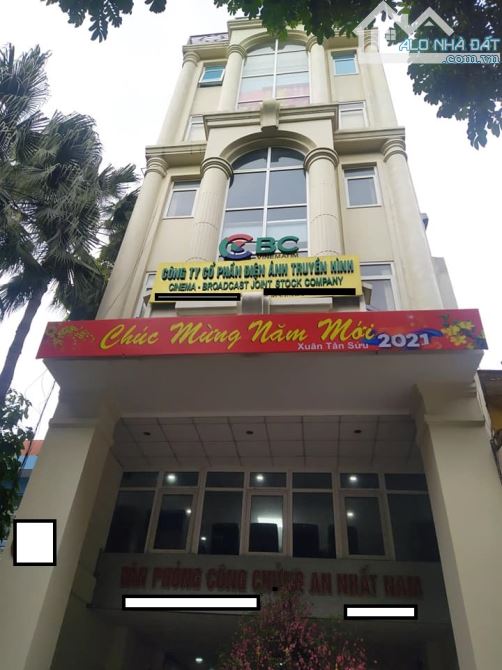 ALO NHÀ ĐẤT
.com.vn
CBC
VINEMATIM
CÔNG TY CỔ PHẦN ĐIỆN ẢNH TRUYỀN HÌNH
CINEMA - BROADCAST JOINT STOCK COMPANY
Chúc Mừng Năm Mới 2021
Xuân Tân Sửu
VĂN PHÒNG CÔNG CHỨNG AN NHẤT NAM